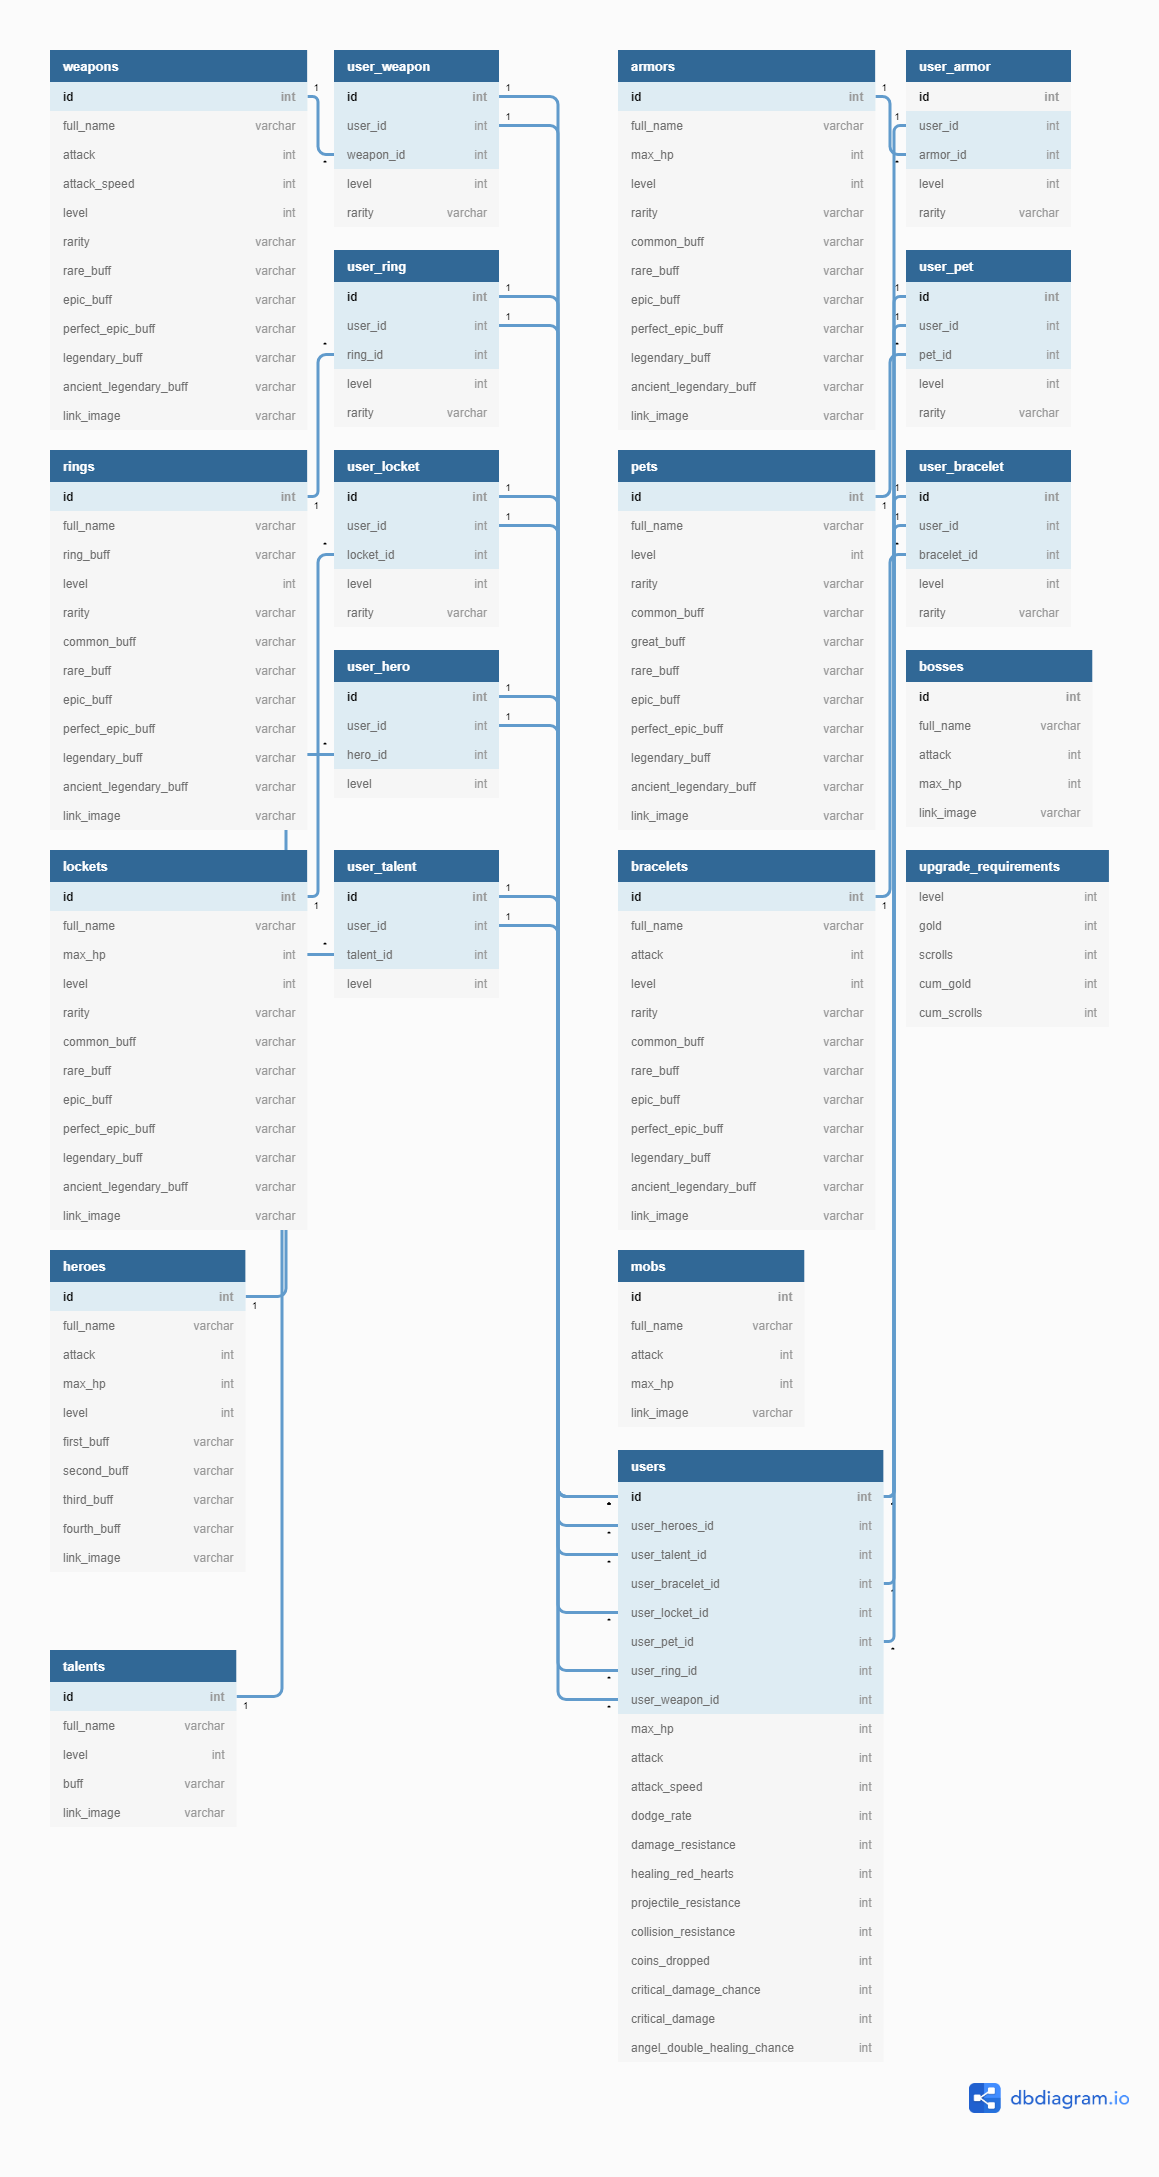 weapons
id int
full_name varchar
attack int
attack_speed int
level int
rarity varchar
rare_buff varchar
epic_buff varchar
perfect_epic_buff varchar
legendary_buff varchar
ancient_legendary_buff varchar
link_image varchar
user_weapon
id int
user_id int
weapon_id int
level int
rarity varchar
user_ring
id int
user_id int
ring_id int
level int
rarity varchar
rings
id int
full_name varchar
ring_buff varchar
level int
rarity varchar
common_buff varchar
rare_buff varchar
epic_buff varchar
perfect_epic_buff varchar
legendary_buff varchar
ancient_legendary_buff varchar
link_image varchar
user_locket
id int
user_id int
locket_id int
level int
rarity varchar
user_hero
id int
user_id int
hero_id int
level int
lockets
id int
full_name varchar
max_hp int
level int
rarity varchar
common_buff varchar
rare_buff varchar
epic_buff varchar
perfect_epic_buff varchar
legendary_buff varchar
ancient_legendary_buff varchar
link_image varchar
user_talent
id int
user_id int
talent_id int
level int
heroes
id int
full_name varchar
attack int
max_hp int
level int
first_buff varchar
second_buff varchar
third_buff varchar
fourth_buff varchar
link_image varchar
talents
id int
full_name varchar
level int
buff varchar
link_image varchar
armors
id int
full_name varchar
max_hp int
level int
rarity varchar
common_buff varchar
rare_buff varchar
epic_buff varchar
perfect_epic_buff varchar
legendary_buff varchar
ancient_legendary_buff varchar
link_image varchar
user_armor
id int
user_id int
armor_id int
level int
rarity varchar
user_pet
id int
user_id int
pet_id int
level int
rarity varchar
pets
id int
full_name varchar
level int
rarity varchar
common_buff varchar
great_buff varchar
rare_buff varchar
epic_buff varchar
perfect_epic_buff varchar
legendary_buff varchar
ancient_legendary_buff varchar
link_image varchar
user_bracelet
id int
user_id int
bracelet_id int
level int
rarity varchar
bosses
id int
full_name varchar
attack int
max_hp int
link_image varchar
bracelets
id int
full_name varchar
attack int
level int
rarity varchar
common_buff varchar
rare_buff varchar
epic_buff varchar
perfect_epic_buff varchar
legendary_buff varchar
ancient_legendary_buff varchar
link_image varchar
upgrade_requirements
level int
gold int
scrolls int
cum_gold int
cum_scrolls int
mobs
id int
full_name varchar
attack int
max_hp int
link_image varchar
users
id int
user_heroes_id int
user_talent_id int
user_bracelet_id int
user_locket_id int
user_pet_id int
user_ring_id int
user_weapon_id int
max_hp int
attack int
attack_speed int
dodge_rate int
damage_resistance int
healing_red_hearts int
projectile_resistance int
collision_resistance int
coins_dropped int
critical_damage_chance int
critical_damage int
angel_double_healing_chance int
dbdiagram.io